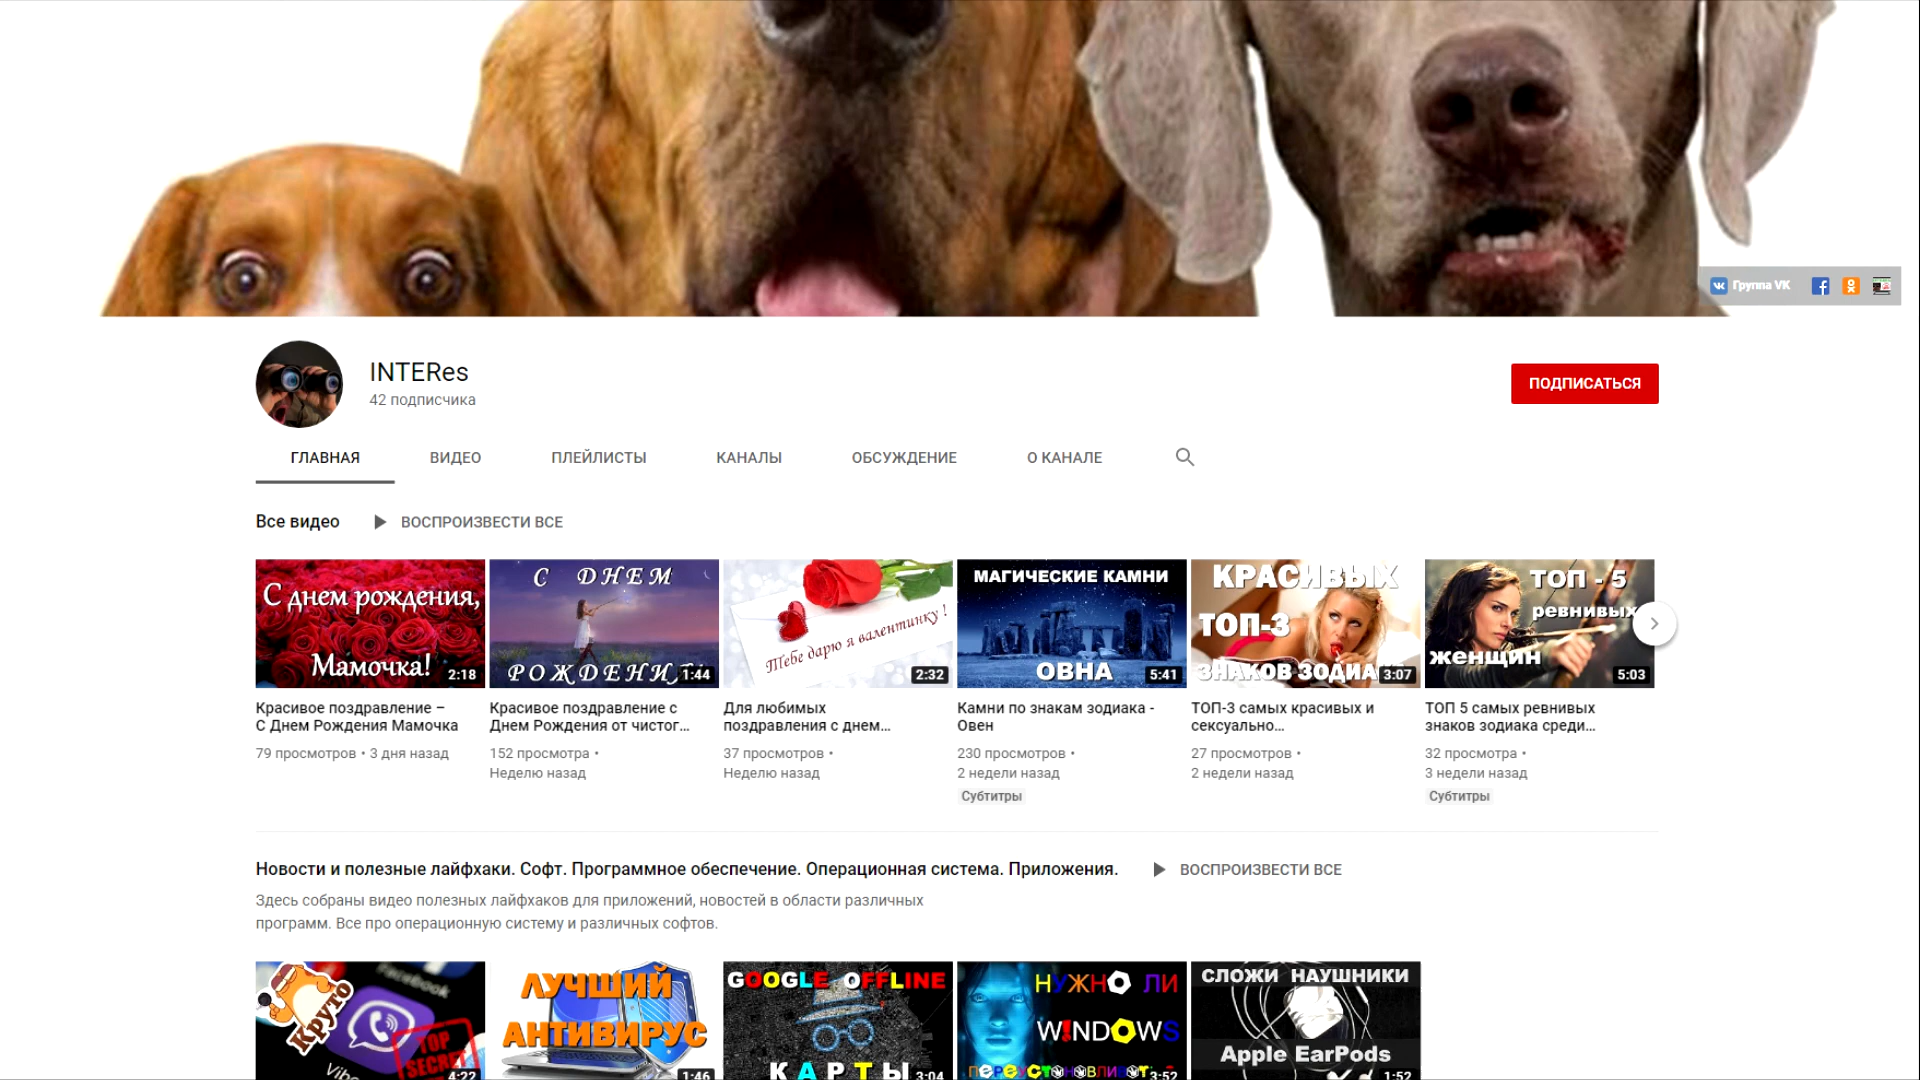 Группа VK
INTERes
42 подписчика
ПОДПИСАТЬСЯ
ГЛАВНАЯ
ВИДЕО
ПЛЕЙЛИСТЫ
КАНАЛЫ
ОБСУЖДЕНИЕ
О КАНАЛЕ
Все видео
ВОСПРОИЗВЕСТИ ВСЕ
С днем рождения,
Мамочка!
2:18
С ДНЕМ
РОЖДЕНИЯ
1:44
Тебе дарю я валентинку !
2:32
МАГИЧЕСКИЕ КАМНИ
ОВНА
5:41
КРАСИВЫХ
ТОП-3
ЗНАКОВ ЗОДИА
3:07
ТОП - 5
ревнивых
женщин
5:03
Красивое поздравление –
С Днем Рождения Мамочка
79 просмотров • 3 дня назад
Красивое поздравление с
Днем Рождения от чистог...
152 просмотра •
Неделю назад
Для любимых
поздравления с днем...
37 просмотров •
Неделю назад
Камни по знакам зодиака -
Овен
230 просмотров •
2 недели назад
Субтитры
ТОП-3 самых красивых и
сексуально...
27 просмотров •
2 недели назад
ТОП 5 самых ревнивых
знаков зодиака среди...
32 просмотра •
3 недели назад
Субтитры
Новости и полезные лайфхаки. Софт. Программное обеспечение. Операционная система. Приложения.
ВОСПРОИЗВЕСТИ ВСЕ
Здесь собраны видео полезных лайфхаков для приложений, новостей в области различных
программ. Все про операционную систему и различных софтов.
Facebook
Круто
TOP
SECRET
Vibe
4:22
ЛУЧШИЙ
АНТИВИРУС
1:46
GOOGLE OFFLINE
КАРТЫ
3:04
НУЖНО ЛИ
WINDOWS
ПЕРЕУСТАНОВЛИВАТ
3:52
СЛОЖИ НАУШНИКИ
Apple EarPods
1:52